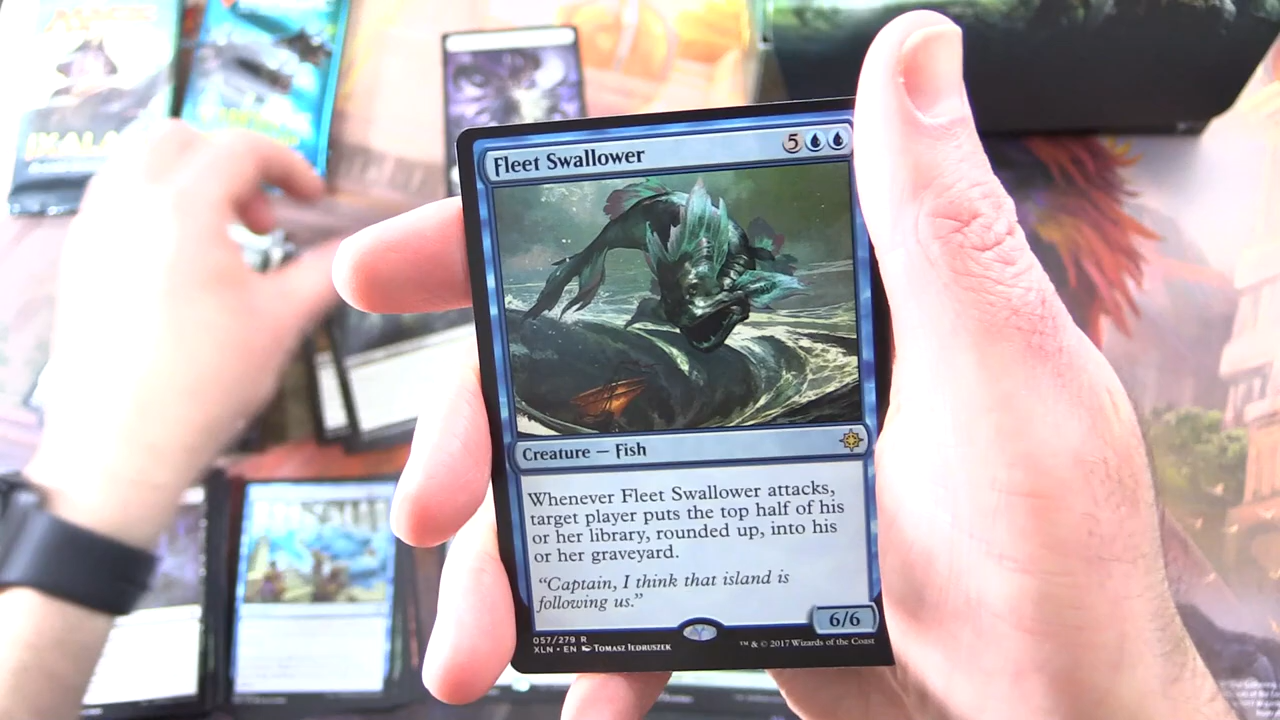 MAGIC
IXALAN
Fleet Swallower
5
Creature — Fish
Whenever Fleet Swallower attacks,
target player puts the top half of his
or her library, rounded up, into his
or her graveyard.
“Captain, I think that island is
following us.”
6/6
057/279 R
XLN • EN TOMASZ JEDRUSZEK
™ & © 2017 Wizards of the Coast